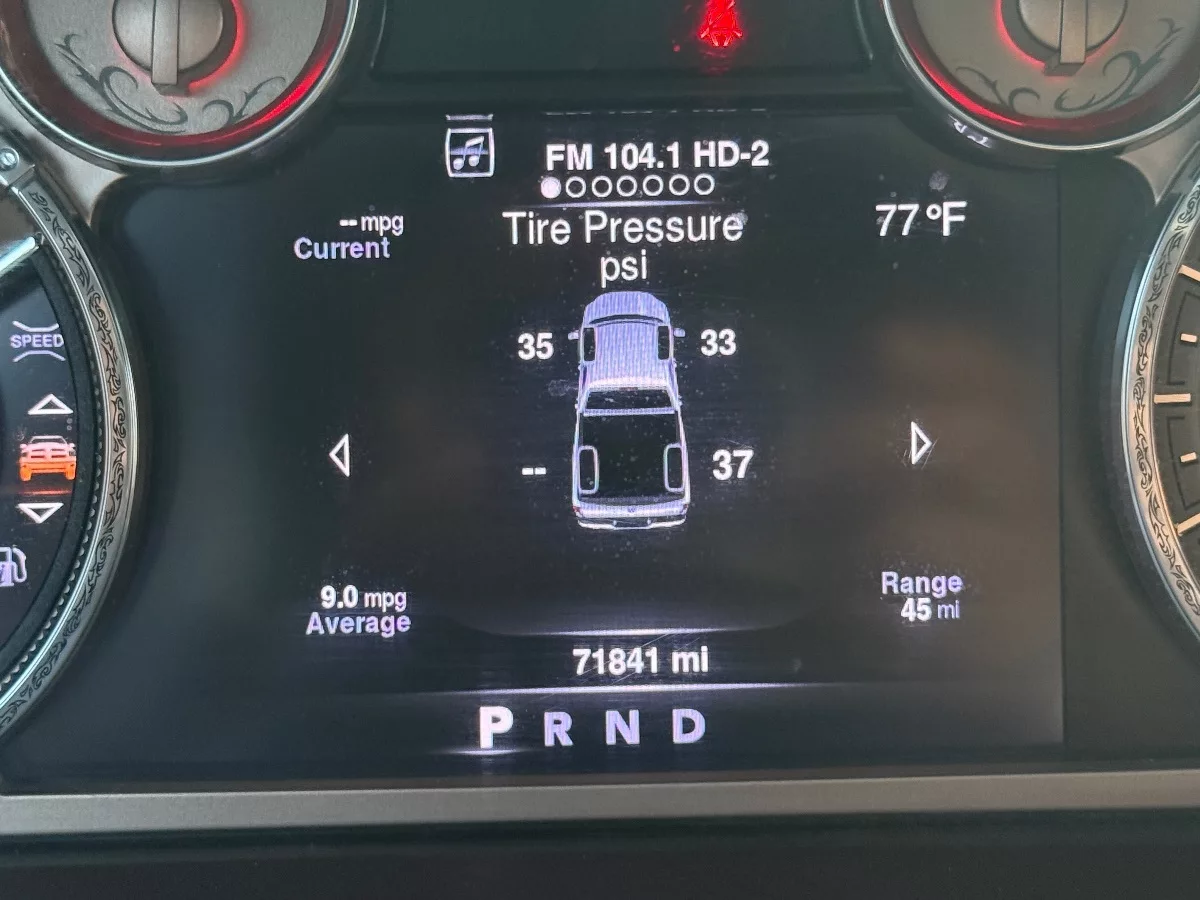 FM 104.1 HD-2
-- mpg
Current
Tire Pressure
psi
77 °F
SPEED
35
33
--
37
9.0 mpg
Average
Range
45 mi
71841 mi
P R N D